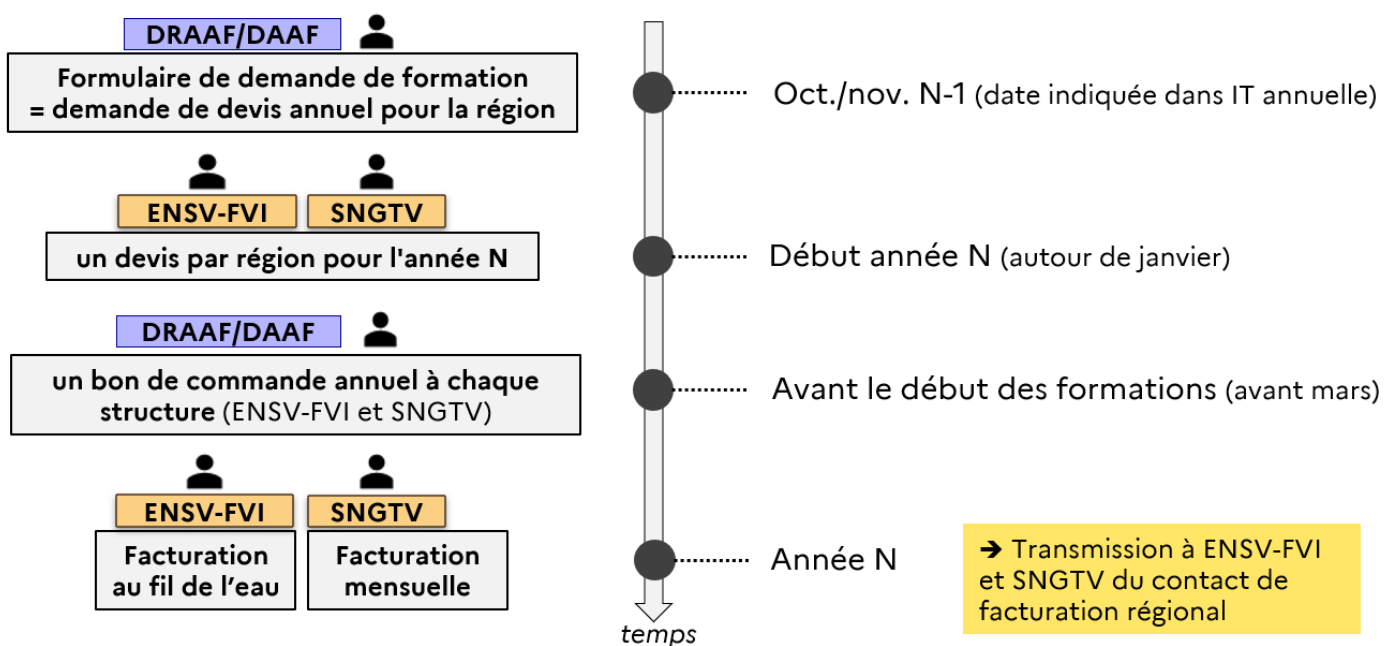 DRAAF/DAAF
Formulaire de demande de formation
= demande de devis annuel pour la région
Oct./nov. N-1 (date indiquée dans IT annuelle)
ENSV-FVI
SNGTV
un devis par région pour l'année N
Début année N (autour de janvier)
DRAAF/DAAF
un bon de commande annuel à chaque
structure (ENSV-FVI et SNGTV)
Avant le début des formations (avant mars)
ENSV-FVI
SNGTV
Facturation
au fil de l’eau
Facturation
mensuelle
Année N
➔ Transmission à ENSV-FVI
et SNGTV du contact de
facturation régional
temps